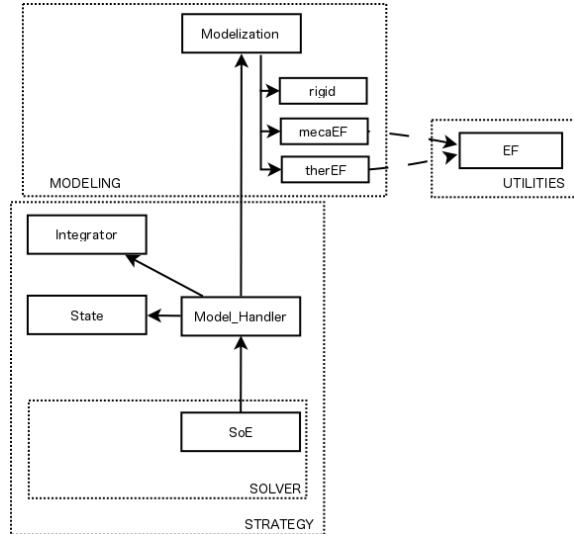 Modelization
rigid
mecaEF
therEF
MODELING
EF
UTILITIES
Integrator
State
Model_Handler
SoE
SOLVER
STRATEGY